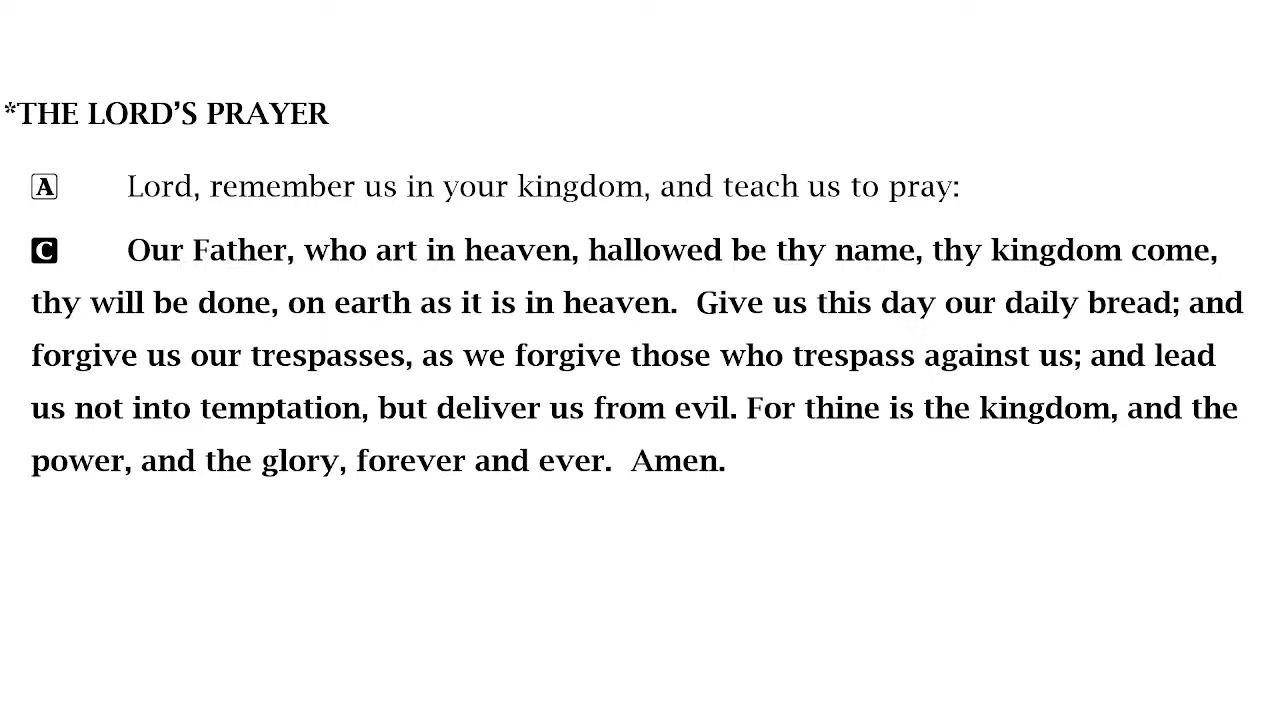 *THE LORD’S PRAYER
A Lord, remember us in your kingdom, and teach us to pray:
C Our Father, who art in heaven, hallowed be thy name, thy kingdom come,
thy will be done, on earth as it is in heaven.  Give us this day our daily bread; and
forgive us our trespasses, as we forgive those who trespass against us; and lead
us not into temptation, but deliver us from evil. For thine is the kingdom, and the
power, and the glory, forever and ever.  Amen.